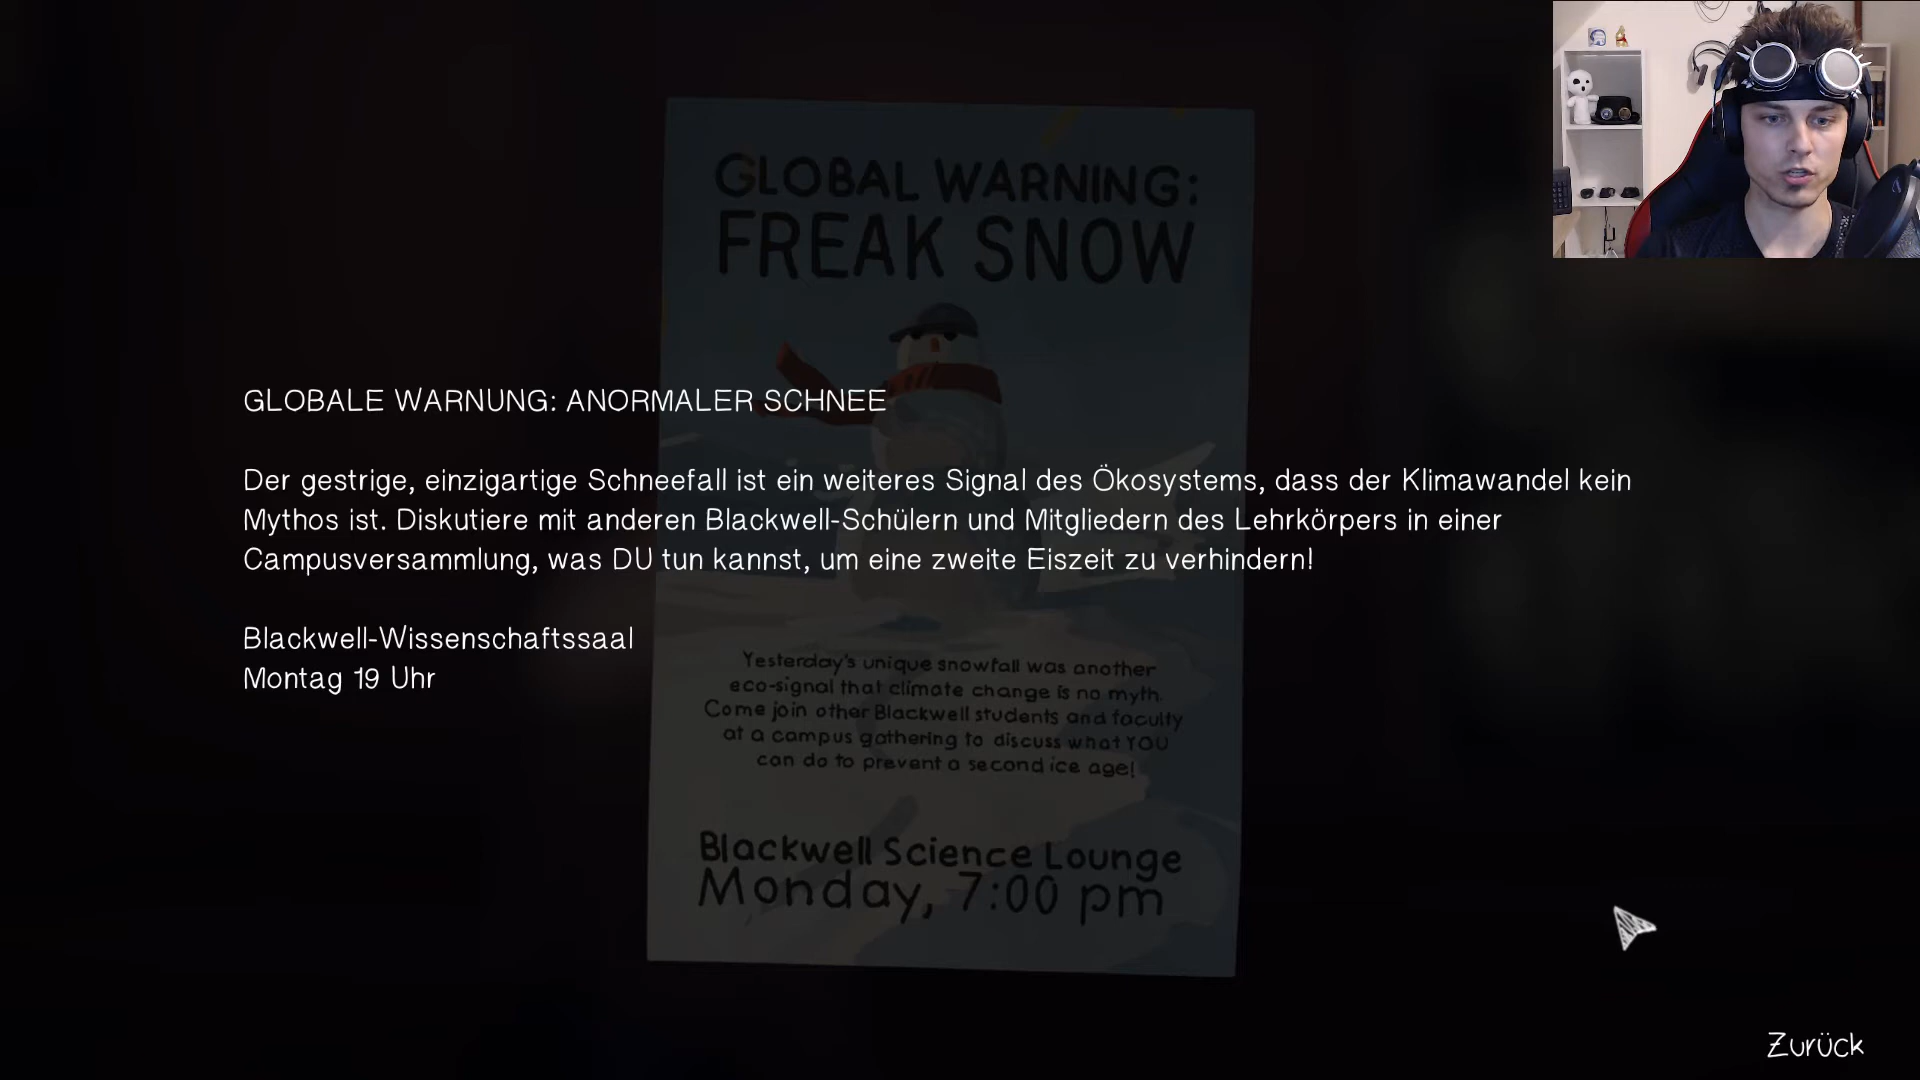 GLOBAL WARNING:
FREAK SNOW
GLOBALE WARNUNG: ANORMALER SCHNEE
Der gestrige, einzigartige Schneefall ist ein weiteres Signal des Ökosystems, dass der Klimawandel kein
Mythos ist. Diskutiere mit anderen Blackwell-Schülern und Mitgliedern des Lehrkörpers in einer
Campusversammlung, was DU tun kannst, um eine zweite Eiszeit zu verhindern!
Blackwell-Wissenschaftssaal
Montag 19 Uhr
Yesterday's unique snowfall was another
eco-signal that climate change is no myth.
Come join other Blackwell students and faculty
at a campus gathering to discuss what YOU
can do to prevent a second ice age!
Blackwell Science Lounge
Monday, 7:00 pm
Zurück